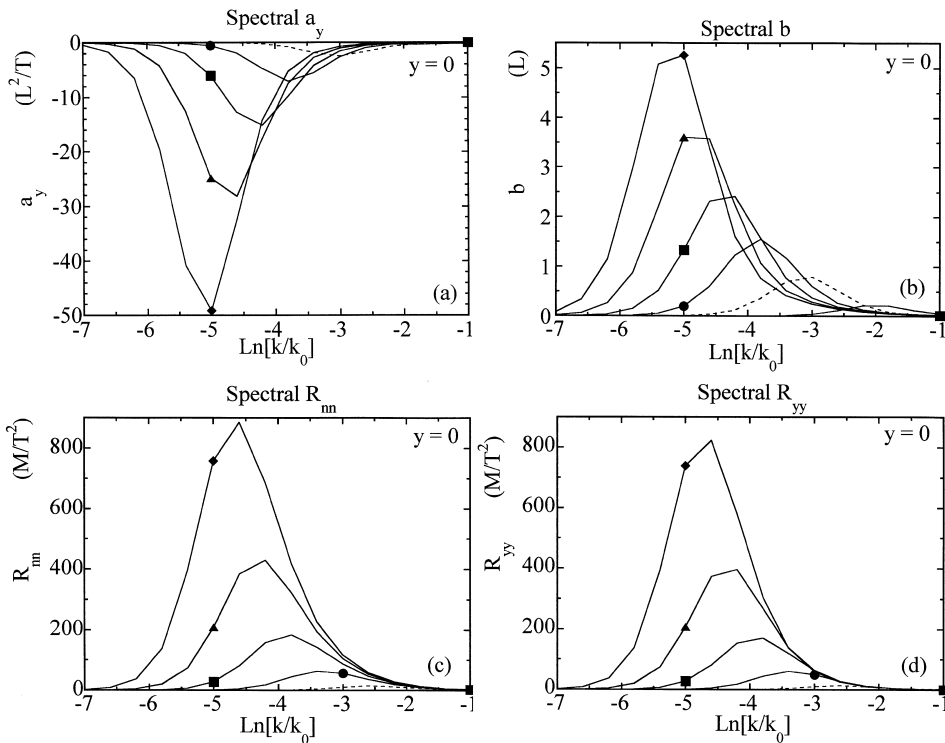 Spectral a_y
(L^2/T)
a_y
0
-10
-20
-30
-40
-50
y = 0
(a)
-7 -6 -5 -4 -3 -2 -1
Ln[k/k_0]
Spectral b
(L)
b
5
4
3
2
1
0
y = 0
(b)
-7 -6 -5 -4 -3 -2 -1
Ln[k/k_0]
Spectral R_nn
(M/T^2)
R_nn
800
600
400
200
0
y = 0
(c)
-7 -6 -5 -4 -3 -2 -1
Ln[k/k_0]
Spectral R_yy
(M/T^2)
R_yy
800
600
400
200
0
y = 0
(d)
-7 -6 -5 -4 -3 -2 -1
Ln[k/k_0]